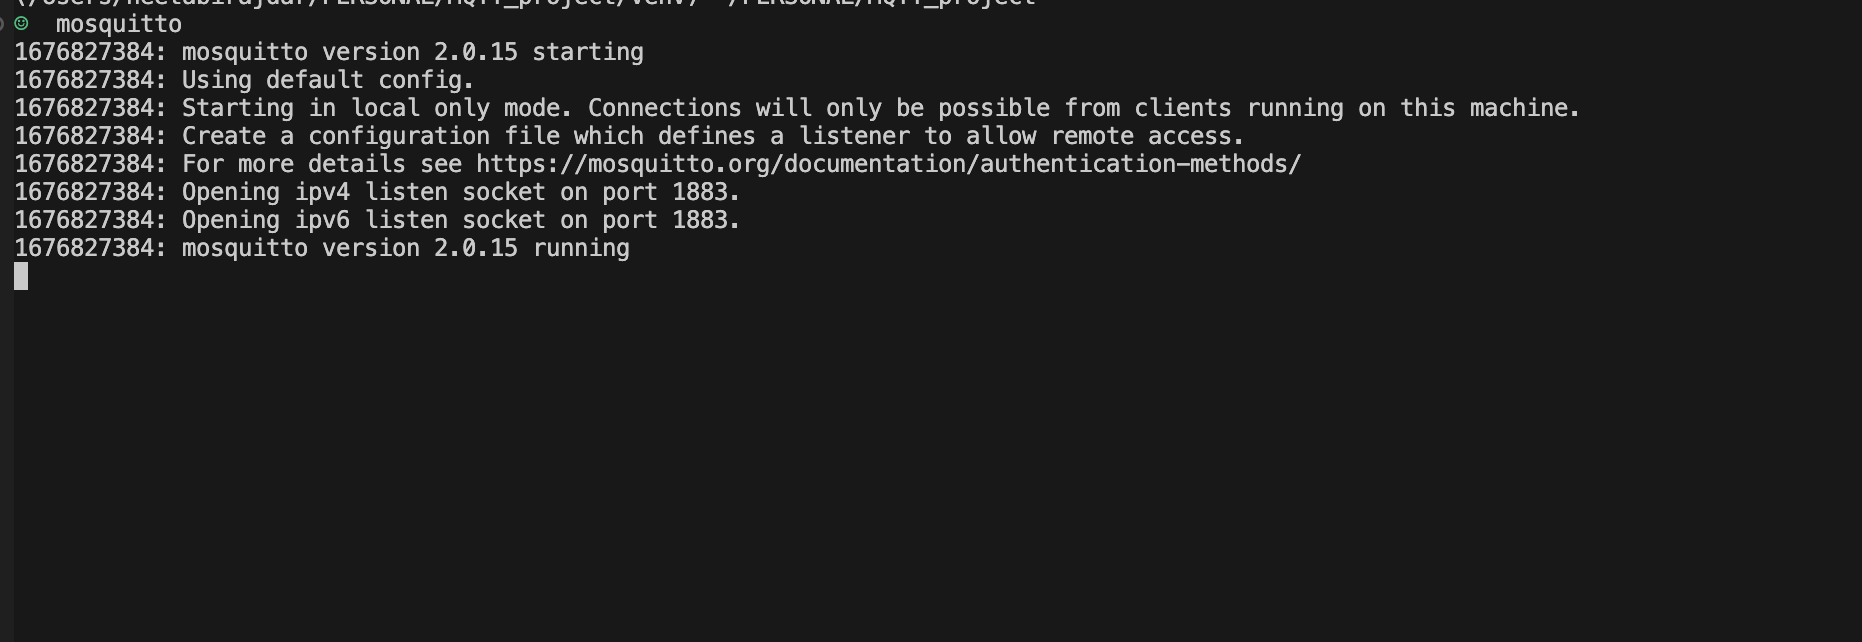 mosquitto
1676827384: mosquitto version 2.0.15 starting
1676827384: Using default config.
1676827384: Starting in local only mode. Connections will only be possible from clients running on this machine.
1676827384: Create a configuration file which defines a listener to allow remote access.
1676827384: For more details see https://mosquitto.org/documentation/authentication-methods/
1676827384: Opening ipv4 listen socket on port 1883.
1676827384: Opening ipv6 listen socket on port 1883.
1676827384: mosquitto version 2.0.15 running